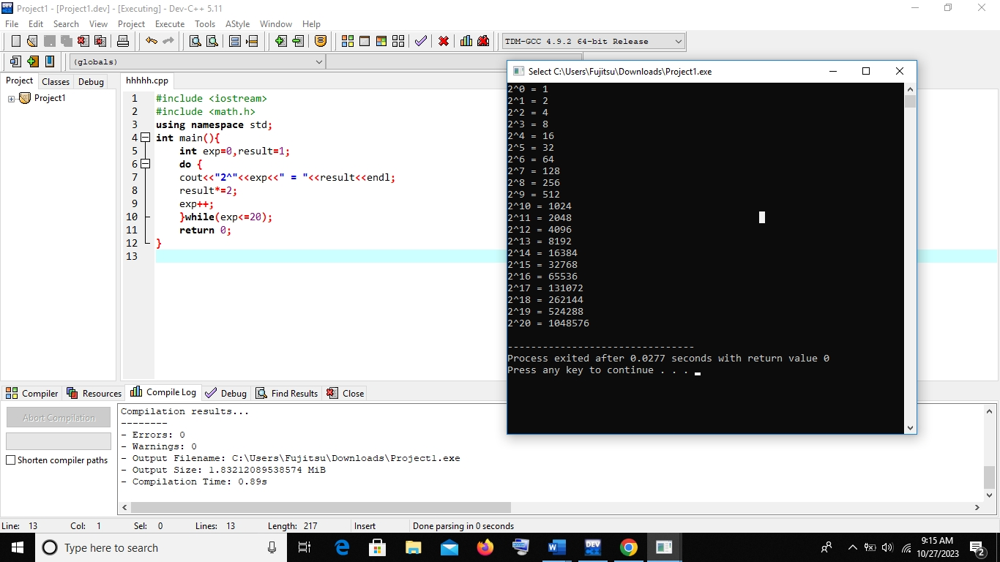 Project1 - [Project1.dev] - [Executing] - Dev-C++ 5.11
File Edit Search View Project Execute Tools AStyle Window Help
TDM-GCC 4.9.2 64-bit Release
(globals)
Project Classes Debug
Project1
hhhhh.cpp
1 #include <iostream>
2 #include <math.h>
3 using namespace std;
4 int main(){
5 int exp=0,result=1;
6 do {
7 cout<<"2^"<<exp<<" = "<<result<<endl;
8 result*=2;
9 exp++;
10 }while(exp<=20);
11 return 0;
12 }
13
Select C:\Users\Fujitsu\Downloads\Project1.exe
2^0 = 1
2^1 = 2
2^2 = 4
2^3 = 8
2^4 = 16
2^5 = 32
2^6 = 64
2^7 = 128
2^8 = 256
2^9 = 512
2^10 = 1024
2^11 = 2048
2^12 = 4096
2^13 = 8192
2^14 = 16384
2^15 = 32768
2^16 = 65536
2^17 = 131072
2^18 = 262144
2^19 = 524288
2^20 = 1048576
--------------------------------
Process exited after 0.0277 seconds with return value 0
Press any key to continue . . .
Compiler Resources Compile Log Debug Find Results Close
Abort Compilation
Shorten compiler paths
Compilation results...
--------
- Errors: 0
- Warnings: 0
- Output Filename: C:\Users\Fujitsu\Downloads\Project1.exe
- Output Size: 1.83212089538574 MiB
- Compilation Time: 0.89s
Line: 13 Col: 1 Sel: 0 Lines: 13 Length: 217 Insert Done parsing in 0 seconds
Type here to search
DEV
9:15 AM
10/27/2023
2